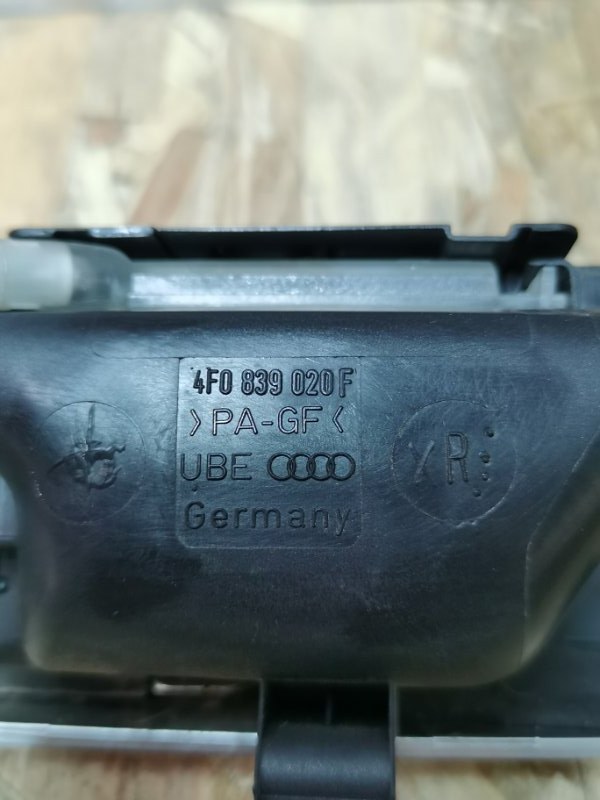 4F0 839 020 F
>PA-GF<
UBE
Germany
R